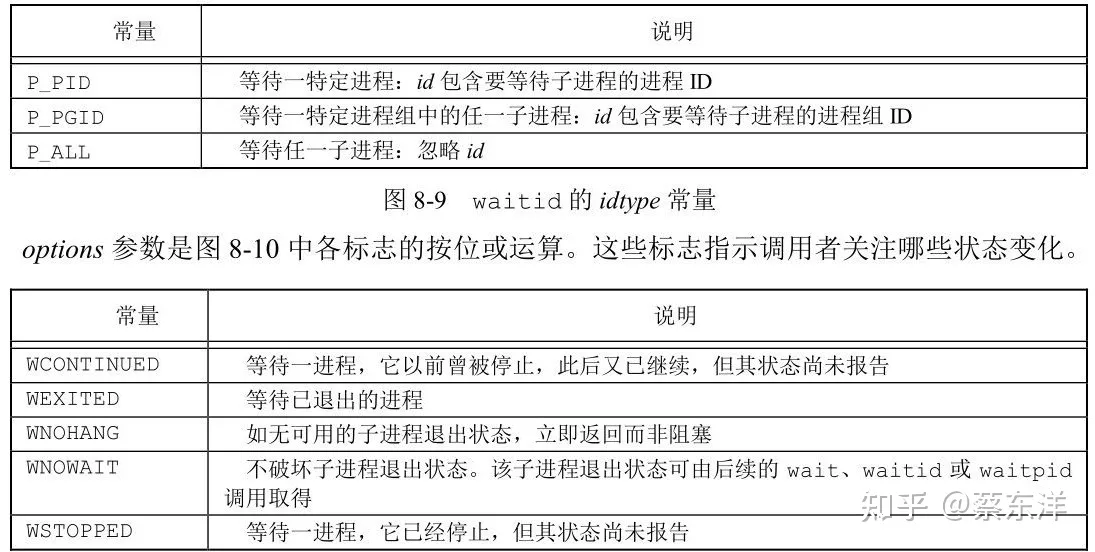 常量 说明
P_PID 等待一特定进程：id 包含要等待子进程的进程 ID
P_PGID 等待一特定进程组中的任一子进程：id 包含要等待子进程的进程组 ID
P_ALL 等待任一子进程：忽略 id
图 8-9 waitid 的 idtype 常量
options 参数是图 8-10 中各标志的按位或运算。这些标志指示调用者关注哪些状态变化。
常量 说明
WCONTINUED 等待一进程，它以前曾被停止，此后又已继续，但其状态尚未报告
WEXITED 等待已退出的进程
WNOHANG 如无可用的子进程退出状态，立即返回而非阻塞
WNOWAIT 不破坏子进程退出状态。该子进程退出状态可由后续的 wait、waitid 或 waitpid
调用取得
WSTOPPED 等待一进程，它已经停止，但其状态尚未报告
知乎 @蔡东洋